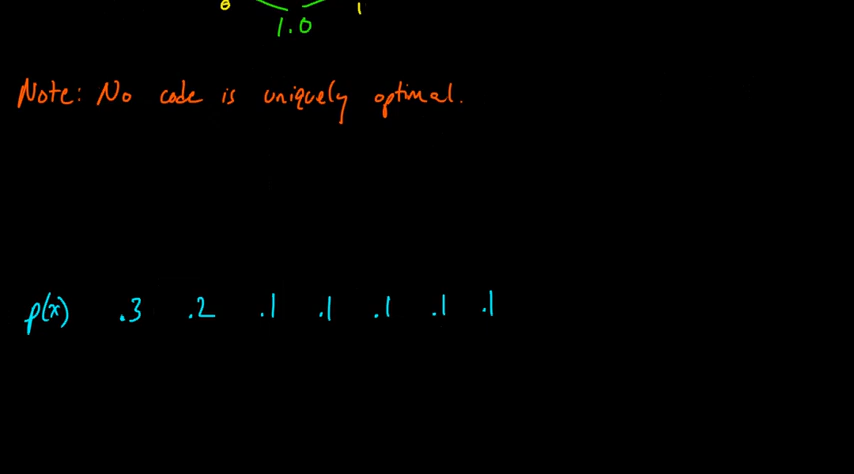 0 1
1.0
Note: No code is uniquely optimal.
p(x) .3 .2 .1 .1 .1 .1 .1